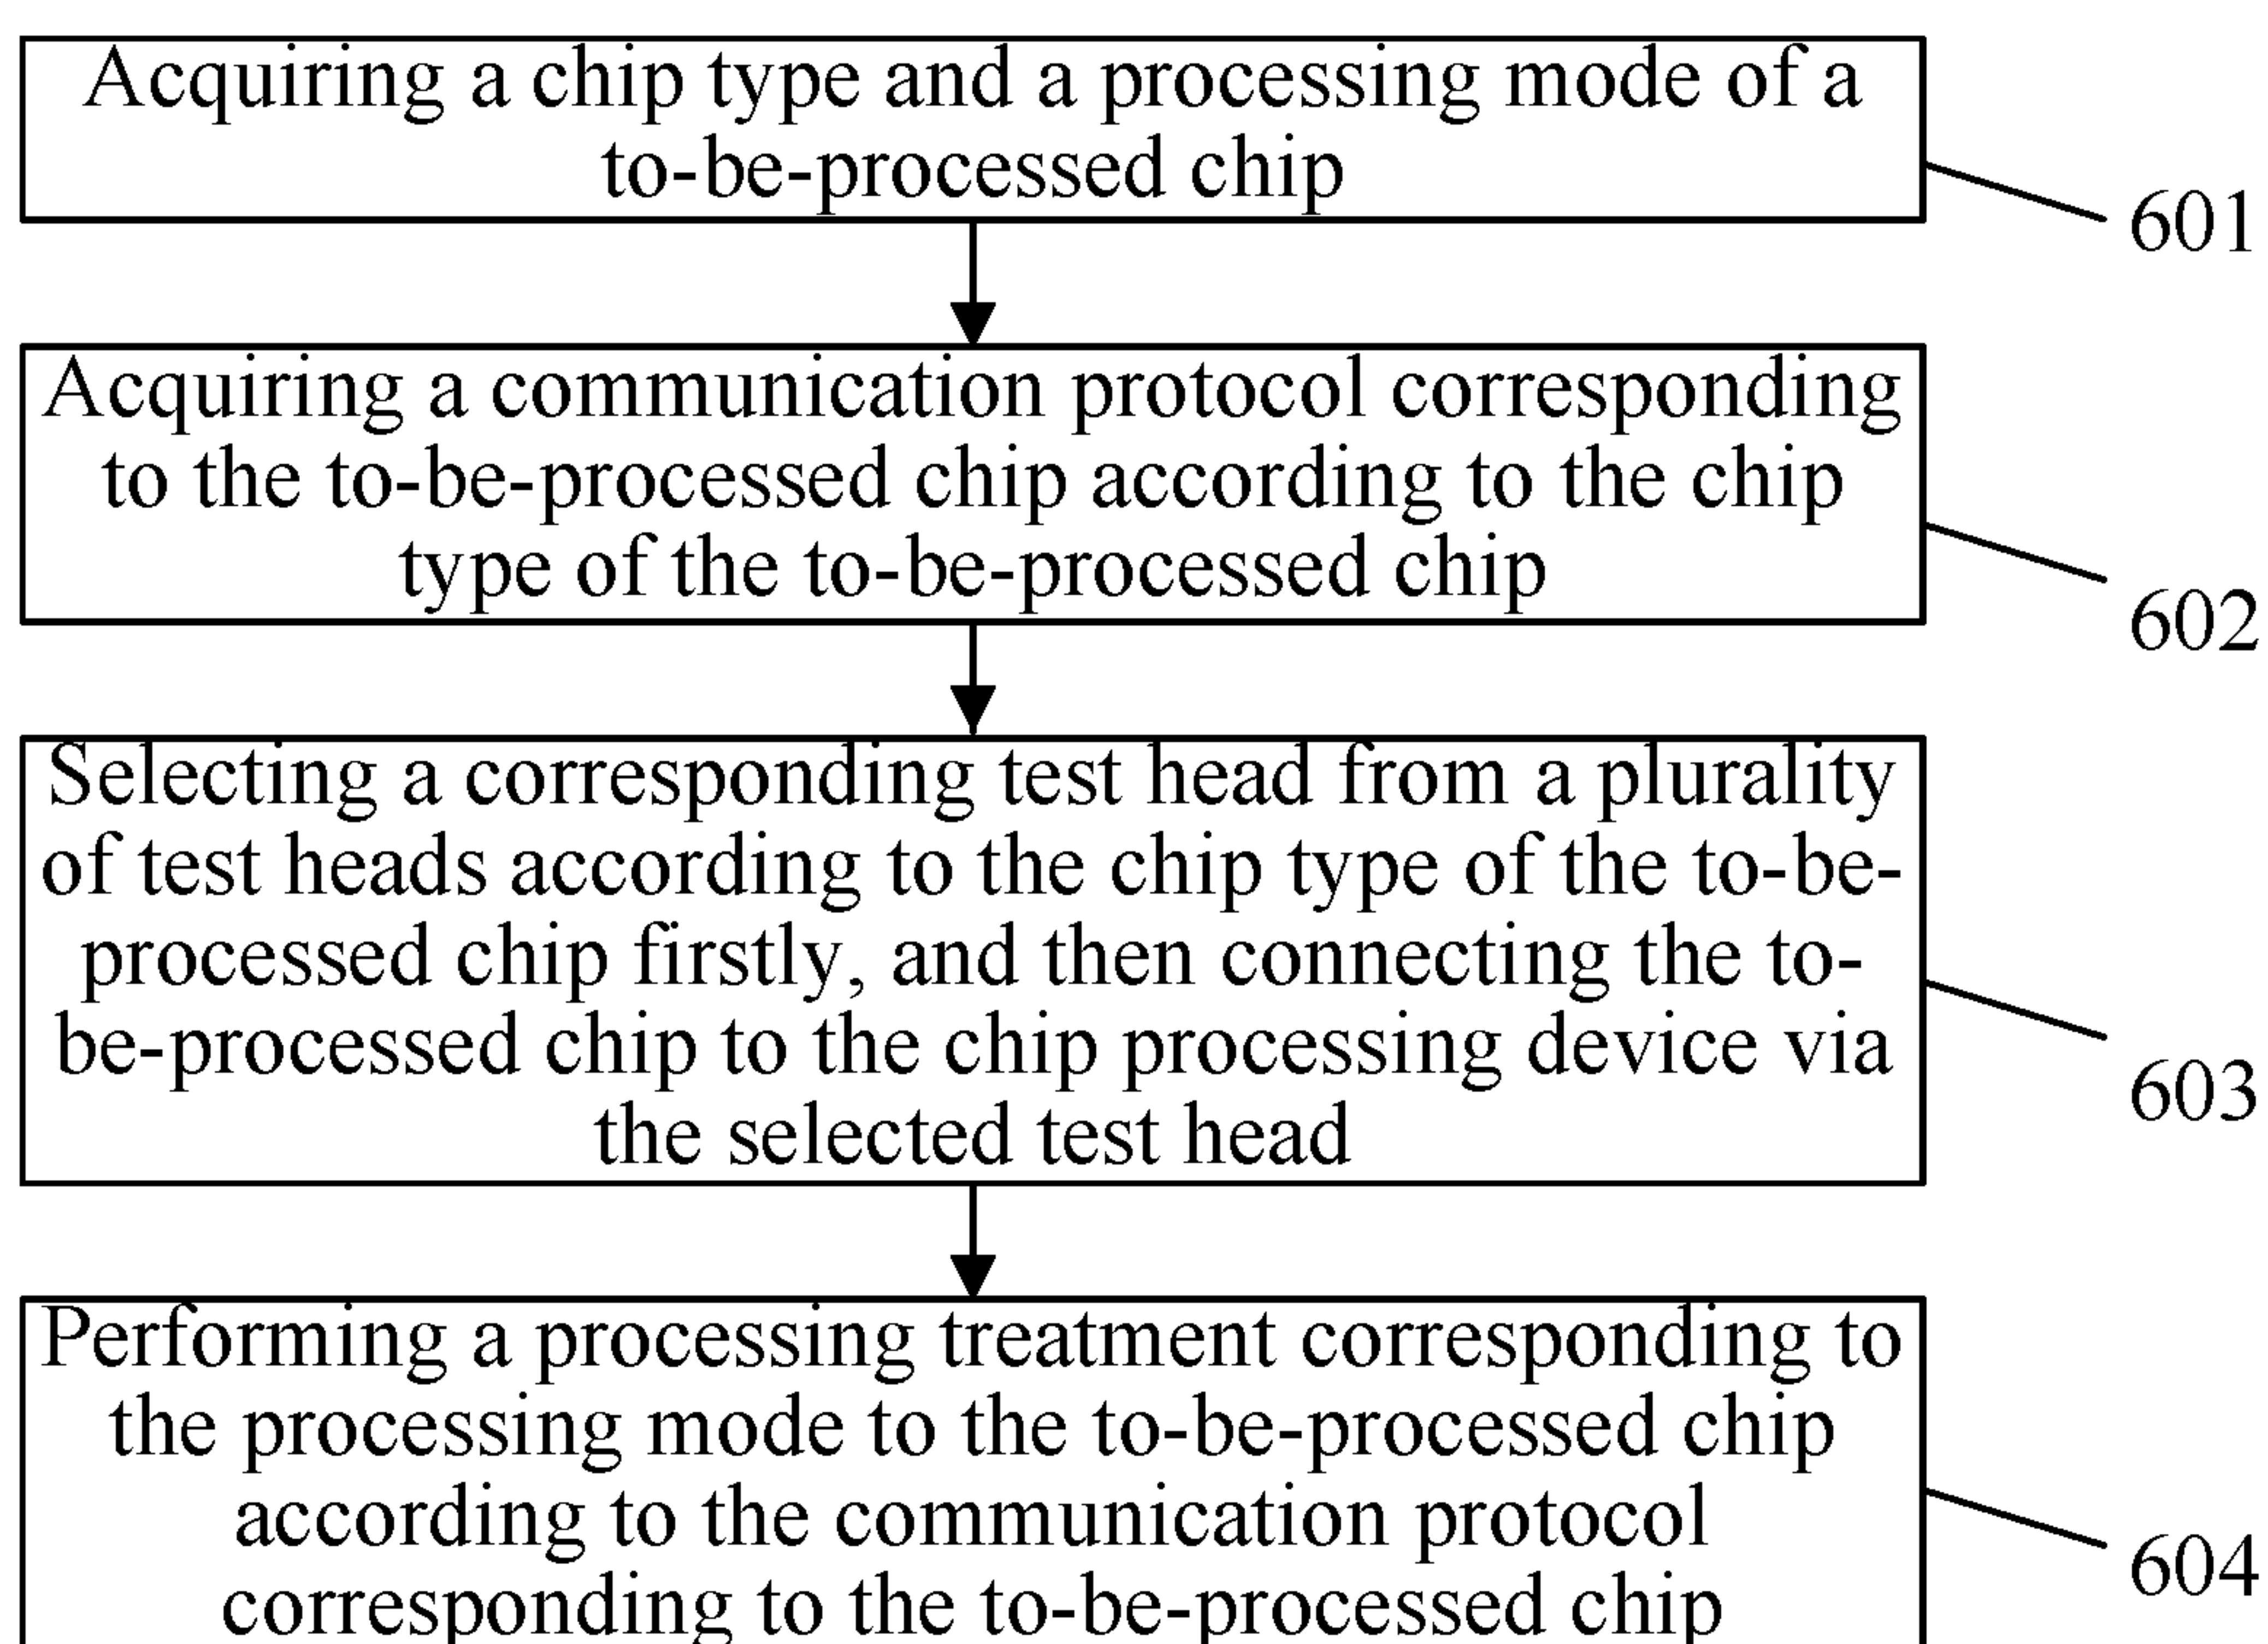 Acquiring a chip type and a processing mode of a
to-be-processed chip
601
Acquiring a communication protocol corresponding
to the to-be-processed chip according to the chip
type of the to-be-processed chip
602
Selecting a corresponding test head from a plurality
of test heads according to the chip type of the to-be-
processed chip firstly, and then connecting the to-
be-processed chip to the chip processing device via
the selected test head
603
Performing a processing treatment corresponding to
the processing mode to the to-be-processed chip
according to the communication protocol
corresponding to the to-be-processed chip
604